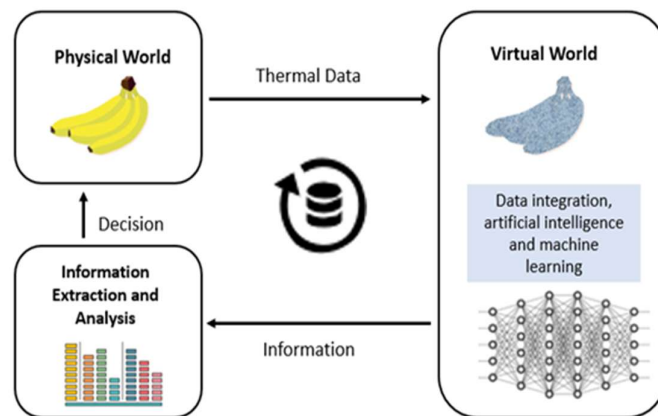 Physical World
Thermal Data
Virtual World
Data integration,
artificial intelligence
and machine
learning
Decision
Information
Extraction and
Analysis
Information